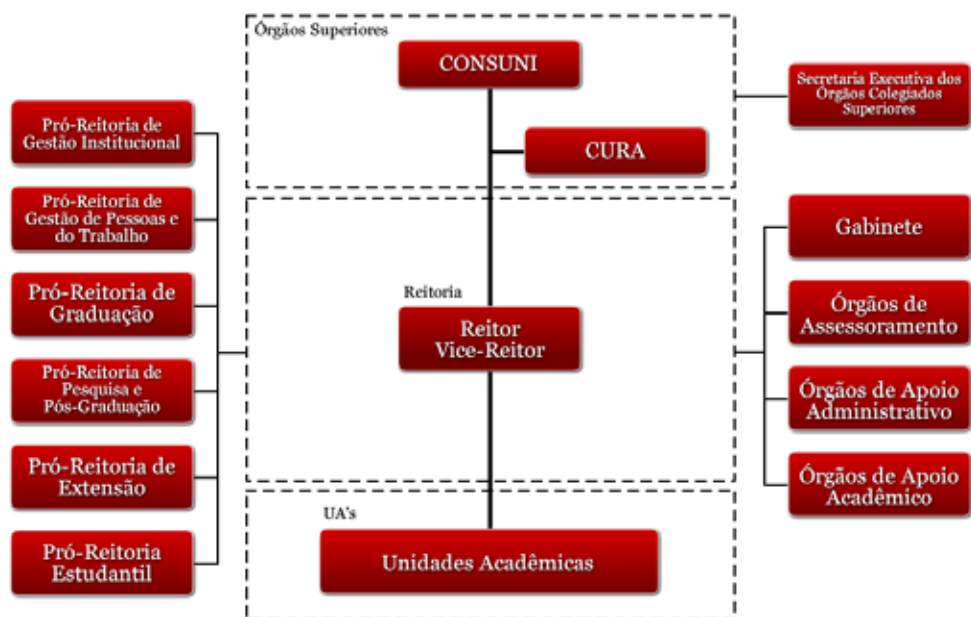 Órgãos Superiores
CONSUNI
CURA
Secretaria Executiva dos
Órgãos Colegiados
Superiores
Pró-Reitoria de
Gestão Institucional
Pró-Reitoria de
Gestão de Pessoas e
do Trabalho
Pró-Reitoria de
Graduação
Pró-Reitoria de
Pesquisa e
Pós-Graduação
Pró-Reitoria de
Extensão
Pró-Reitoria
Estudantil
Reitoria
Reitor
Vice-Reitor
Gabinete
Órgãos de
Assessoramento
Órgãos de Apoio
Administrativo
Órgãos de Apoio
Acadêmico
UA's
Unidades Acadêmicas